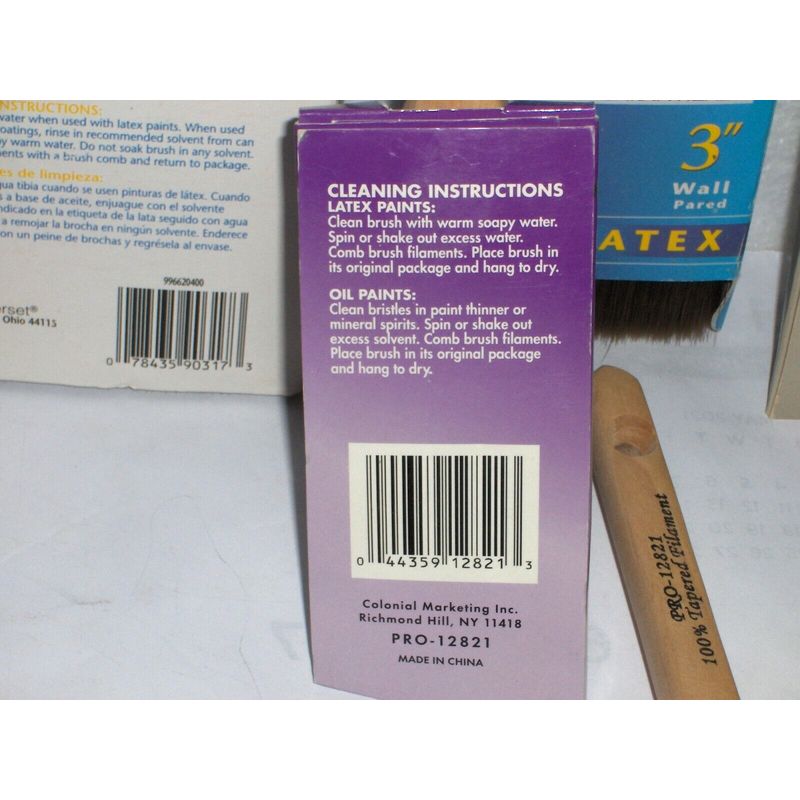 NSTRUCTIONS:
water when used with latex paints. When used
oatings, rinse in recommended solvent from can
by warm water. Do not soak brush in any solvent.
ents with a brush comb and return to package.
es de limpieza:
gua tibia cuando se usen pinturas de látex. Cuando
s a base de aceite, enjuague con el solvente
ndicado en la etiqueta de la lata seguido con agua
a remojar la brocha en ningún solvente. Enderece
on un peine de brochas y regrésela al envase.
996620400
erset®
Ohio 44115
0 78435 90317 3
CLEANING INSTRUCTIONS
LATEX PAINTS:
Clean brush with warm soapy water.
Spin or shake out excess water.
Comb brush filaments. Place brush in
its original package and hang to dry.
OIL PAINTS:
Clean bristles in paint thinner or
mineral spirits. Spin or shake out
excess solvent. Comb brush filaments.
Place brush in its original package
and hang to dry.
0 44359 12821 3
Colonial Marketing Inc.
Richmond Hill, NY 11418
PRO-12821
MADE IN CHINA
3"
Wall
Pared
ATEX
PRO-12821
100% Tapered Filament